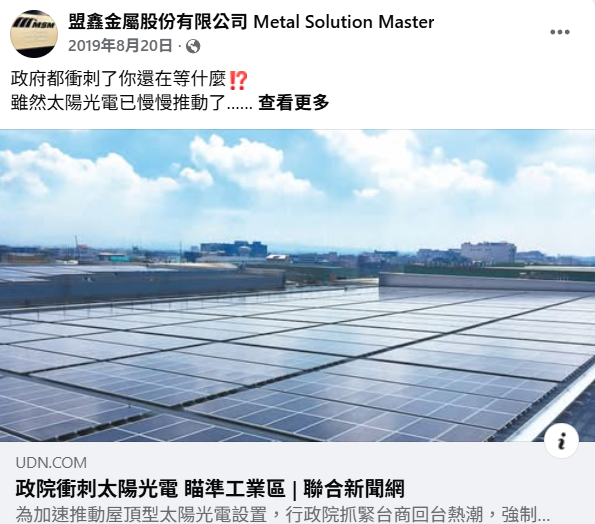 MSM
盟鑫金屬股份有限公司 Metal Solution Master
2019年8月20日 ·
政府都衝刺了你還在等什麼⁉️
雖然太陽光電已慢慢推動了...... 查看更多
UDN.COM
政院衝刺太陽光電 瞄準工業區 | 聯合新聞網
為加速推動屋頂型太陽光電設置，行政院抓緊台商回台熱潮，強制...